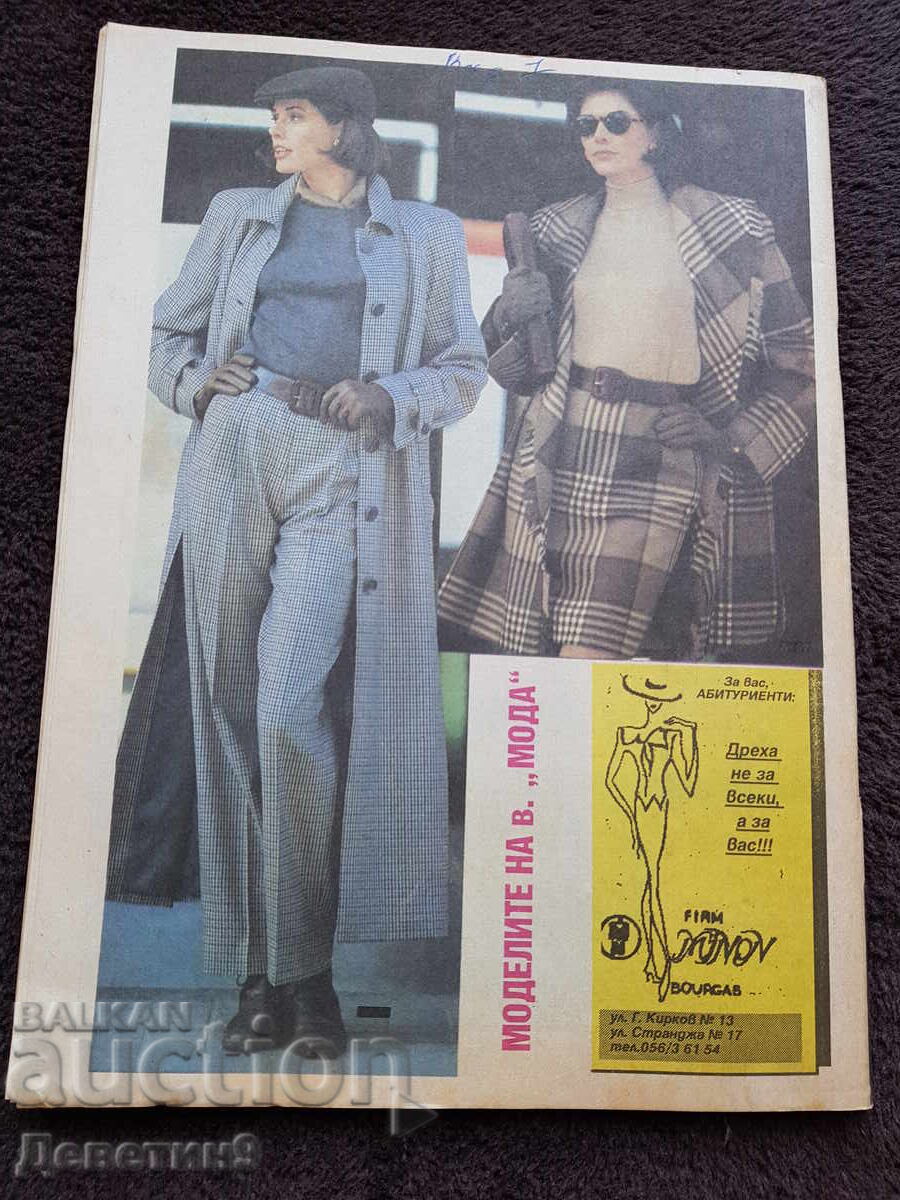 МОДЕЛИТЕ НА в. „МОДА“
За вас,
АБИТУРИЕНТИ:
Дреха
не за
всеки,
а за
вас!!!
FIRM
BOURGAS
ул. Г. Кирков № 13
ул. Странджа № 17
тел.056/3 61 54
BALKAN
auction
Деветин9